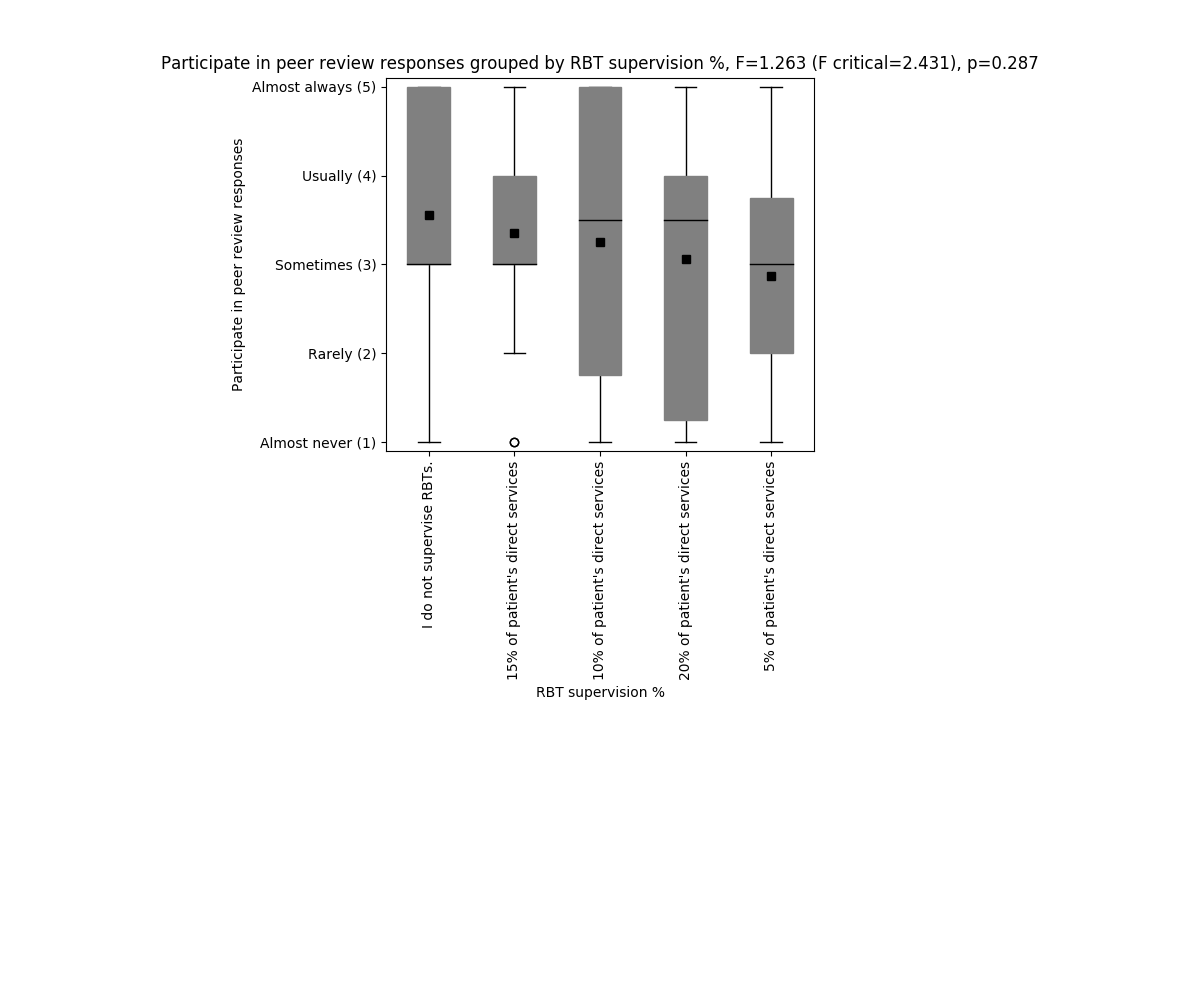 Participate in peer review responses grouped by RBT supervision %, F=1.263 (F critical=2.431), p=0.287
Participate in peer review responses
Almost always (5)
Usually (4)
Sometimes (3)
Rarely (2)
Almost never (1)
I do not supervise RBTs.
15% of patient's direct services
10% of patient's direct services
20% of patient's direct services
5% of patient's direct services
RBT supervision %